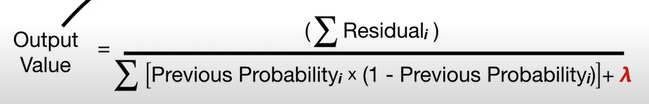 Output
Value
=
(∑ Residualᵢ)
∑ [Previous Probabilityᵢ x (1 - Previous Probabilityᵢ)]+ λ